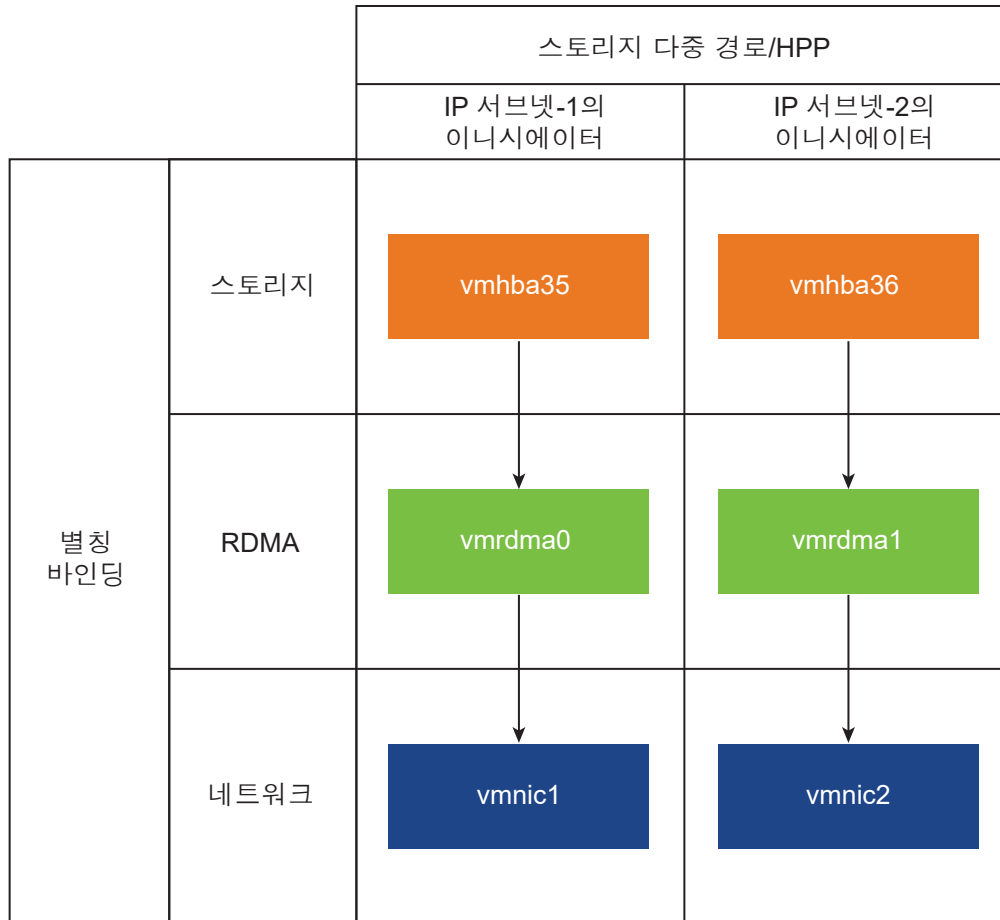 스토리지 다중 경로/HPP
IP 서브넷-1의
이니시에이터
IP 서브넷-2의
이니시에이터
별칭
바인딩
스토리지
vmhba35
vmhba36
RDMA
vmrdma0
vmrdma1
네트워크
vmnic1
vmnic2